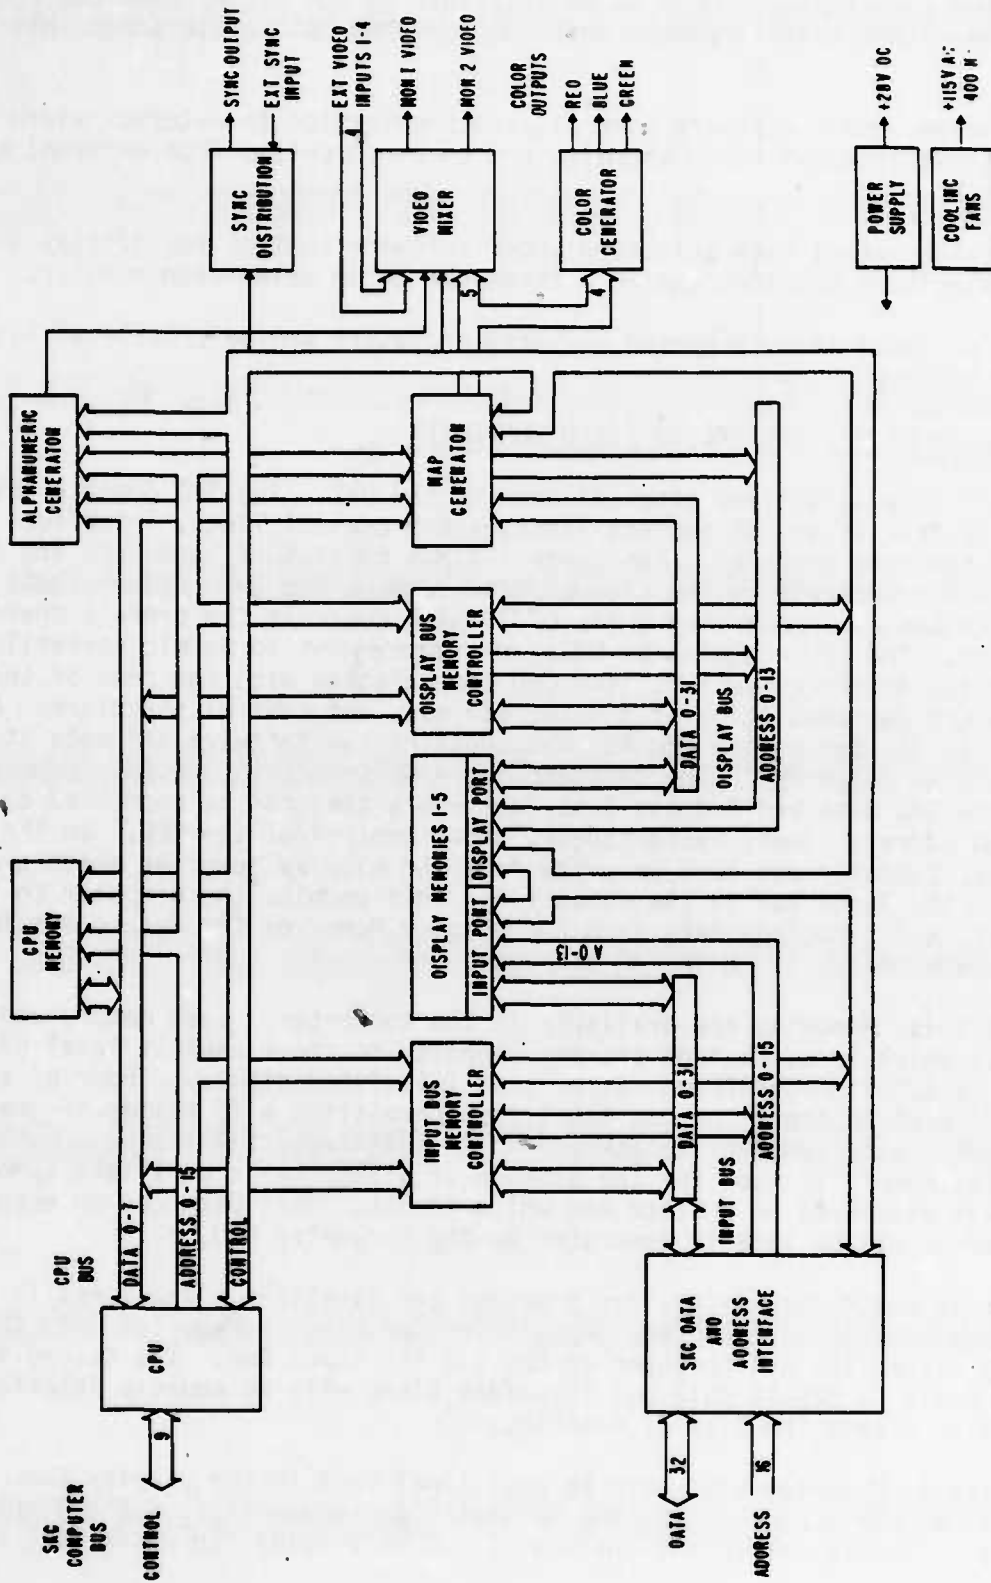 SKC
COMPUTER
BUS
CONTROL
9
CPU
CPU
BUS
DATA 0-7
ADDRESS 0-15
CONTROL
CPU
MEMORY
ALPHANUMERIC
GENERATOR
SYNC
DISTRIBUTION
SYNC OUTPUT
EXT SYNC
INPUT
EXT VIDEO
INPUTS 1-4
4
VIDEO
MIXER
MON 1 VIDEO
MON 2 VIDEO
5
COLOR
OUTPUTS
COLOR
GENERATOR
4
RED
BLUE
GREEN
INPUT BUS
MEMORY
CONTROLLER
DISPLAY MEMORIES 1-5
INPUT PORT
DISPLAY PORT
DISPLAY BUS
MEMORY
CONTROLLER
MAP
GENERATOR
A 0-13
DATA 0-31
INPUT BUS
ADDRESS 0-15
DATA 0-31
DISPLAY BUS
ADDRESS 0-13
DATA
32
ADDRESS
16
SKC DATA
AND
ADDRESS
INTERFACE
POWER
SUPPLY
+28V DC
COOLING
FANS
+115V A
400 H